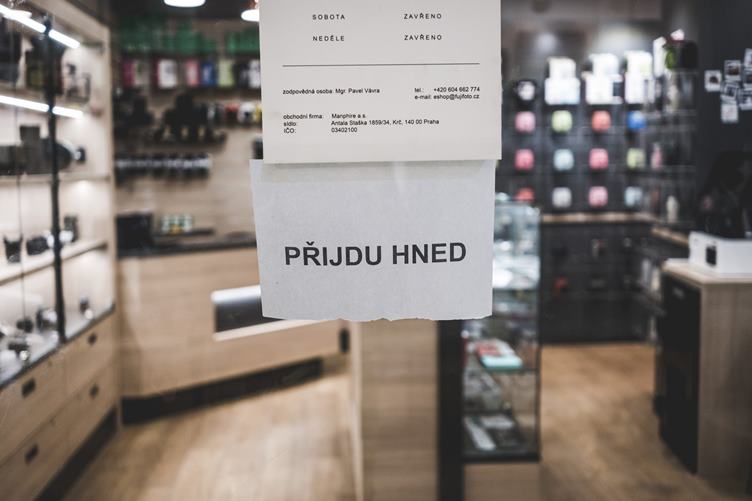 SOBOTA ZAVŘENO
NEDĚLE ZAVŘENO
zodpovědná osoba: Mgr. Pavel Vávra tel.: +420 604 662 774
e-mail: eshop@fujifoto.cz
obchodní firma: Manphire a.s.
sídlo: Antala Staška 1859/34, Krč, 140 00 Praha
IČO: 03402100
PŘIJDU HNED